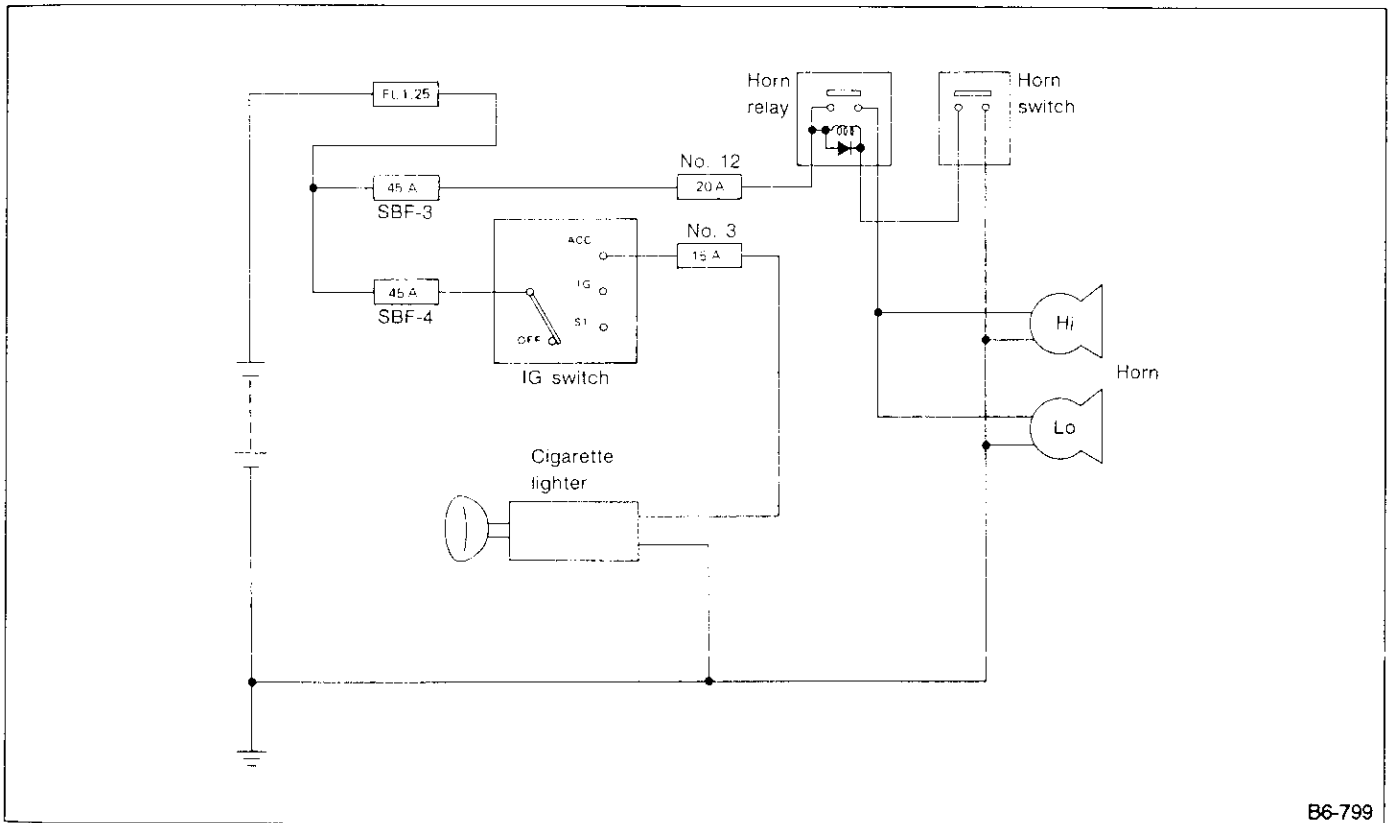 FL 1.25
Horn
relay
Horn
switch
No. 12
45 A
20 A
SBF-3
No. 3
ACC
15 A
IG
45 A
SBF-4
ST
OFF
IG switch
Hi
Horn
Lo
Cigarette
lighter
B6-799